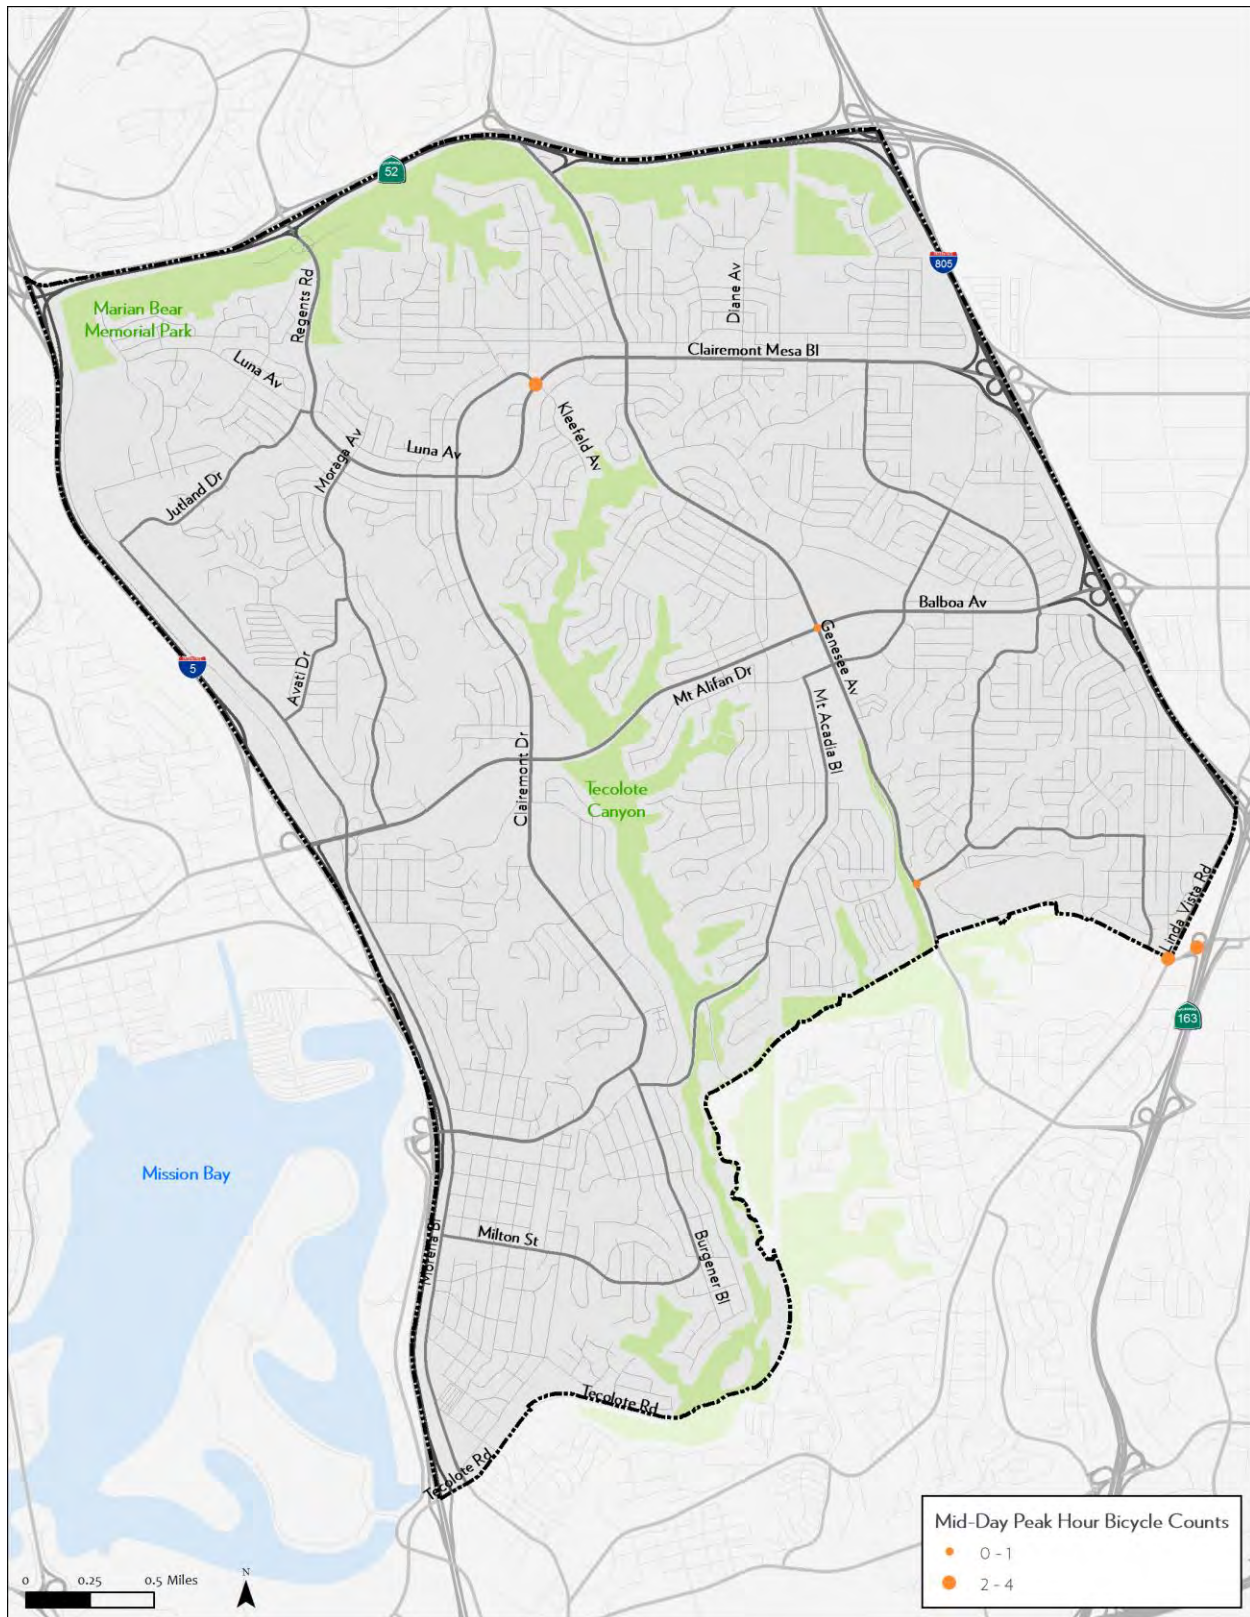 52
INTERSTATE
805
Regents Rd
Diane Av
Marian Bear
Memorial Park
Clairemont Mesa Bl
Luna Av
Kleefeld Av
Moraga Av
Luna Av
Jutland Dr
Balboa Av
Genesee Av
5
Avati Dr
Mt Alifan Dr
Mt Acadia Bl
Clairemont Dr
Tecolote
Canyon
Linda Vista Rd
163
Mission Bay
Milton St
Morena Bl
Burgener Bl
Tecolote Rd
Tecolote Rd
Mid-Day Peak Hour Bicycle Counts
0 - 1
2 - 4
0 0.25 0.5 Miles
N